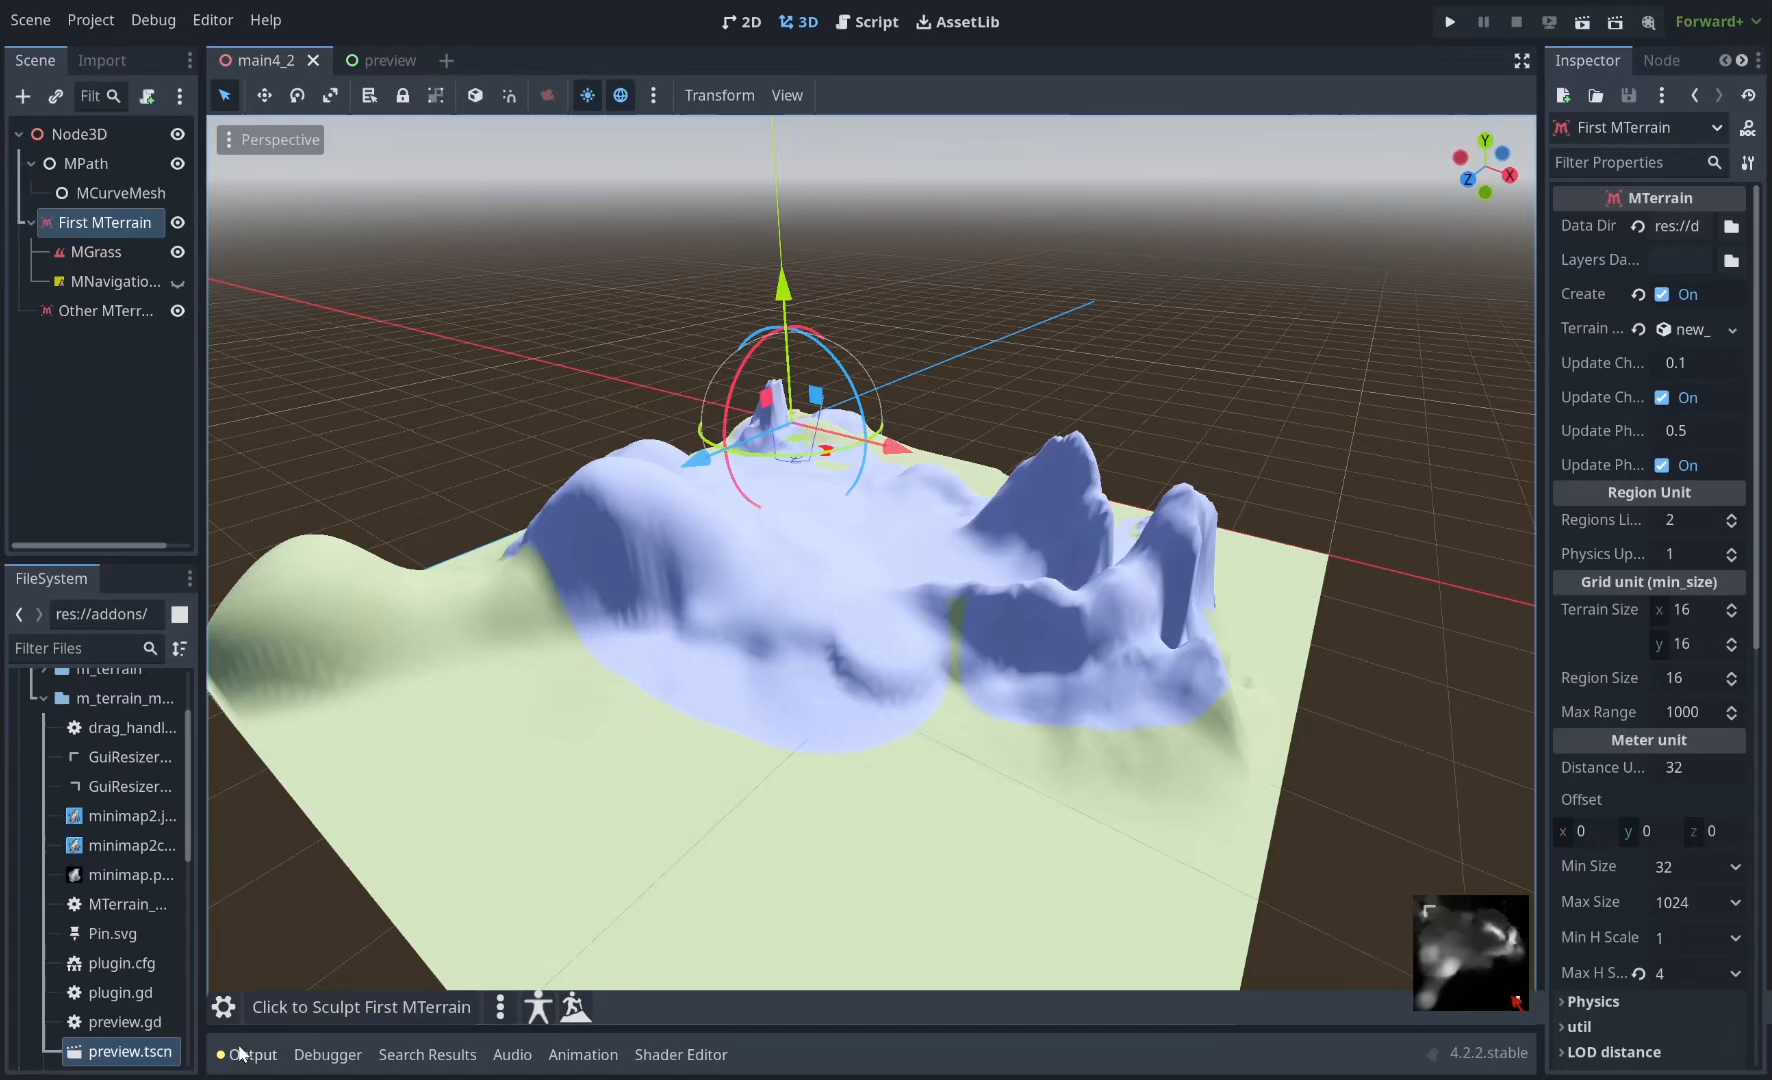 Scene Project Debug Editor Help
2D 3D Script AssetLib
Forward+
Scene Import
main4_2 preview
Inspector Node
Filt
Transform View
Node3D
MPath
MCurveMesh
First MTerrain
MGrass
MNavigatio...
Other MTerr...
Perspective
Y
Z
X
First MTerrain
DOC
Filter Properties
MTerrain
Data Dir res://d
Layers Da...
Create On
Terrain ... new_
Update Ch... 0.1
Update Ch... On
Update Ph... 0.5
Update Ph... On
Region Unit
Regions Li... 2
Physics Up... 1
Grid unit (min_size)
Terrain Size x 16
y 16
Region Size 16
Max Range 1000
Meter unit
Distance U... 32
Offset
x 0 y 0 z 0
Min Size 32
Max Size 1024
Min H Scale 1
Max H S... 4
Physics
util
LOD distance
FileSystem
res://addons/
Filter Files
m_terrain
m_terrain_m...
drag_handl...
GuiResizer...
GuiResizer...
minimap2.j...
minimap2c...
minimap.p...
MTerrain_...
Pin.svg
plugin.cfg
plugin.gd
preview.gd
preview.tscn
Click to Sculpt First MTerrain
Output Debugger Search Results Audio Animation Shader Editor
4.2.2.stable